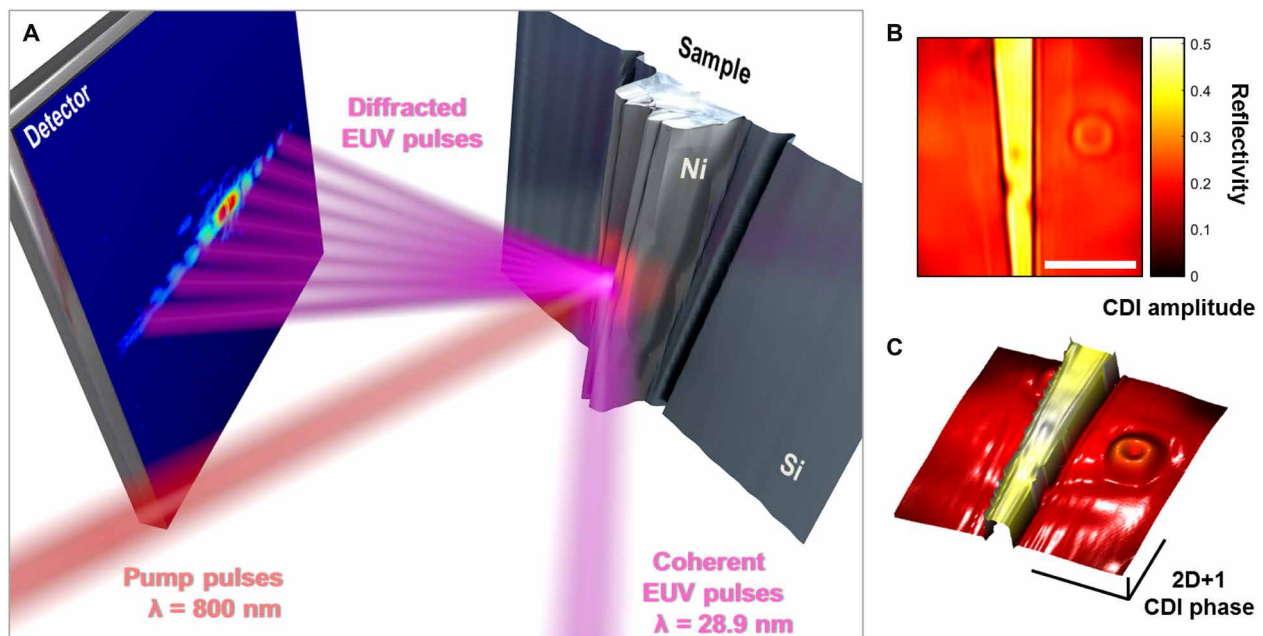 A
Detector
Diffracted
EUV pulses
Sample
Ni
Si
Pump pulses
λ = 800 nm
Coherent
EUV pulses
λ = 28.9 nm
B
0.5
0.4
0.3
0.2
0.1
0
Reflectivity
CDI amplitude
C
2D+1
CDI phase